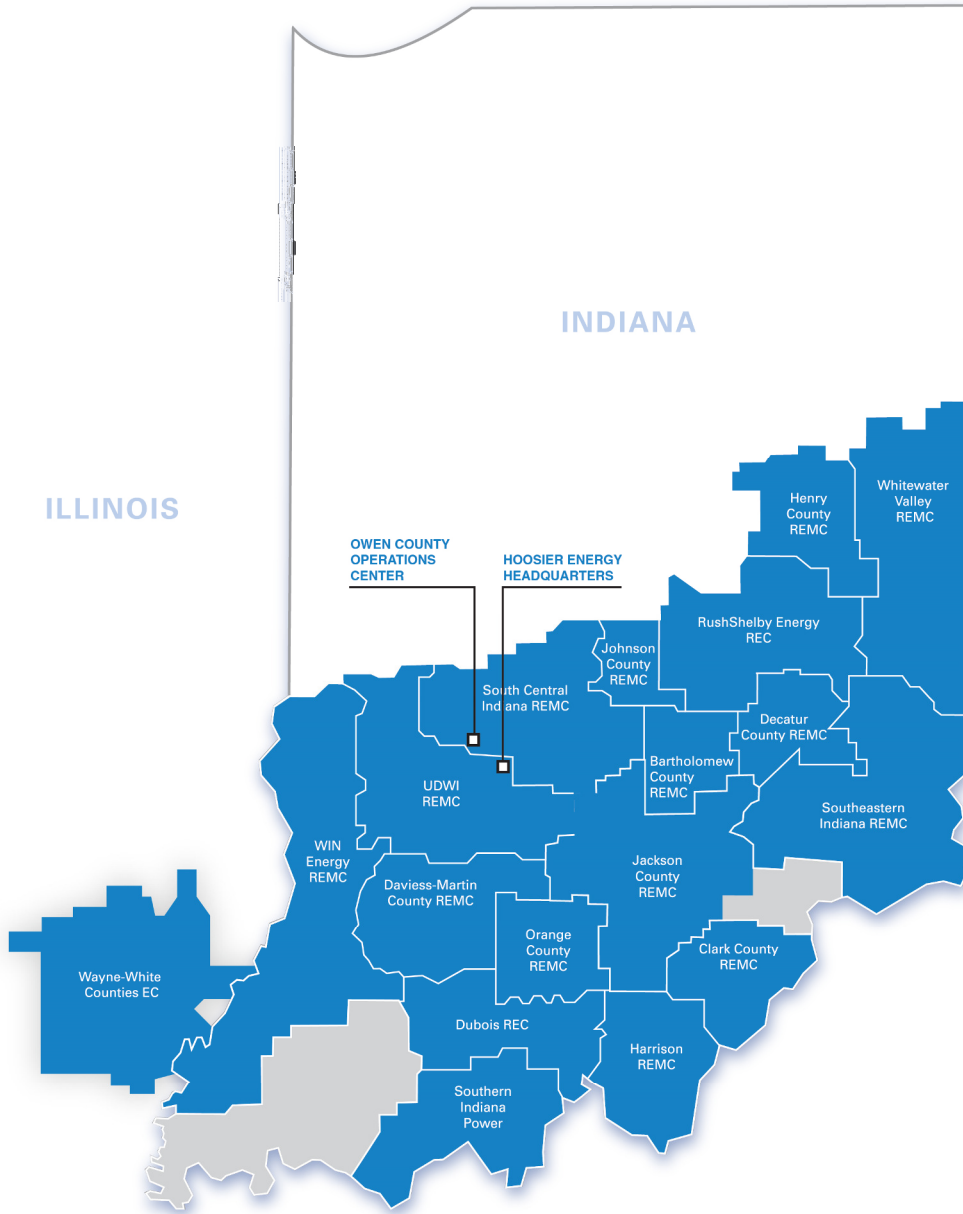 INDIANA
ILLINOIS
Whitewater
Valley
REMC
Henry
County
REMC
OWEN COUNTY
OPERATIONS
CENTER
HOOSIER ENERGY
HEADQUARTERS
RushShelby Energy
REC
Johnson
County
REMC
South Central
Indiana REMC
Decatur
County REMC
Bartholomew
County
REMC
UDWI
REMC
Southeastern
Indiana REMC
WIN
Energy
REMC
Jackson
County
REMC
Daviess-Martin
County REMC
Orange
County
REMC
Clark County
REMC
Wayne-White
Counties EC
Dubois REC
Harrison
REMC
Southern
Indiana
Power